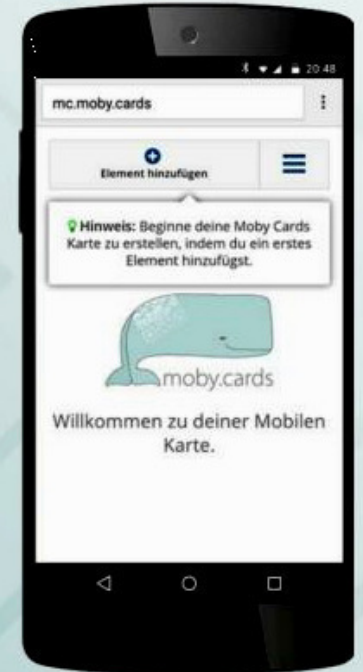 20:48
mc.moby.cards
Element hinzufügen
Hinweis: Beginne deine Moby Cards
Karte zu erstellen, indem du ein erstes
Element hinzufügst.
moby.cards
Willkommen zu deiner Mobilen
Karte.